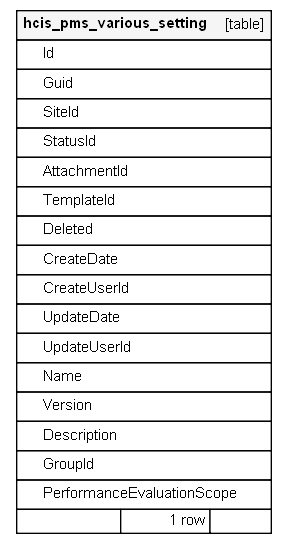 hcis_pms_various_setting [table]
Id
Guid
SiteId
StatusId
AttachmentId
TemplateId
Deleted
CreateDate
CreateUserId
UpdateDate
UpdateUserId
Name
Version
Description
GroupId
PerformanceEvaluationScope
1 row